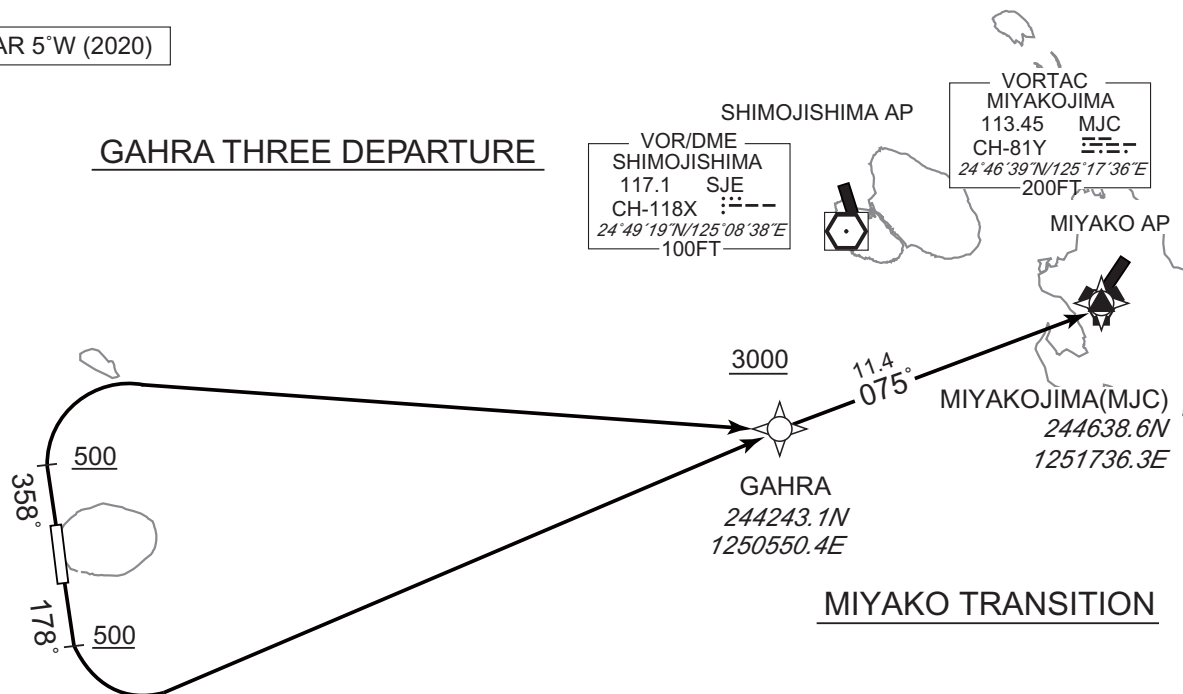 AR 5°W (2020)
GAHRA THREE DEPARTURE
SHIMOJISHIMA AP
VOR/DME
SHIMOJISHIMA
117.1 SJE
CH-118X
24°49´19˝N/125°08´38˝E
100FT
VORTAC
MIYAKOJIMA
113.45 MJC
CH-81Y
24°46´39˝N/125°17´36˝E
200FT
MIYAKO AP
3000
11.4
075°
MIYAKOJIMA(MJC)
244638.6N
1251736.3E
500
358°
GAHRA
244243.1N
1250550.4E
178°
500
MIYAKO TRANSITION